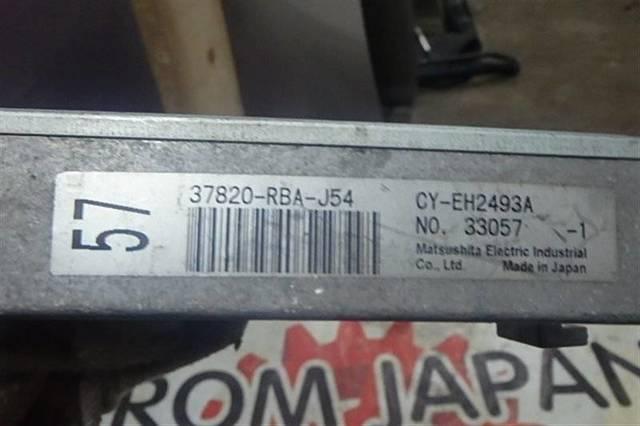 57
37820-RBA-J54
CY-EH2493A
NO. 33057 -1
Matsushita Electric Industrial
Co., Ltd. Made in Japan
ROM-JAPAN